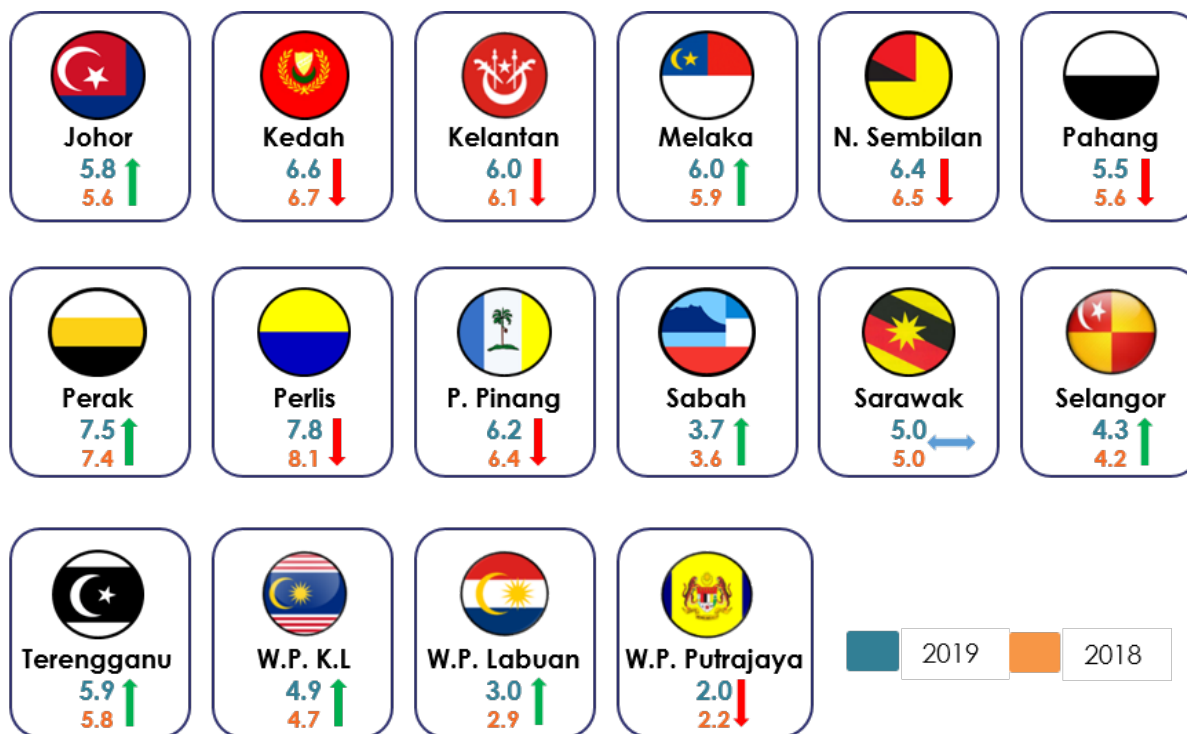 Johor
5.8
5.6
Kedah
6.6
6.7
Kelantan
6.0
6.1
Melaka
6.0
5.9
N. Sembilan
6.4
6.5
Pahang
5.5
5.6
Perak
7.5
7.4
Perlis
7.8
8.1
P. Pinang
6.2
6.4
Sabah
3.7
3.6
Sarawak
5.0
5.0
Selangor
4.3
4.2
Terengganu
5.9
5.8
W.P. K.L
4.9
4.7
W.P. Labuan
3.0
2.9
W.P. Putrajaya
2.0
2.2
2019
2018